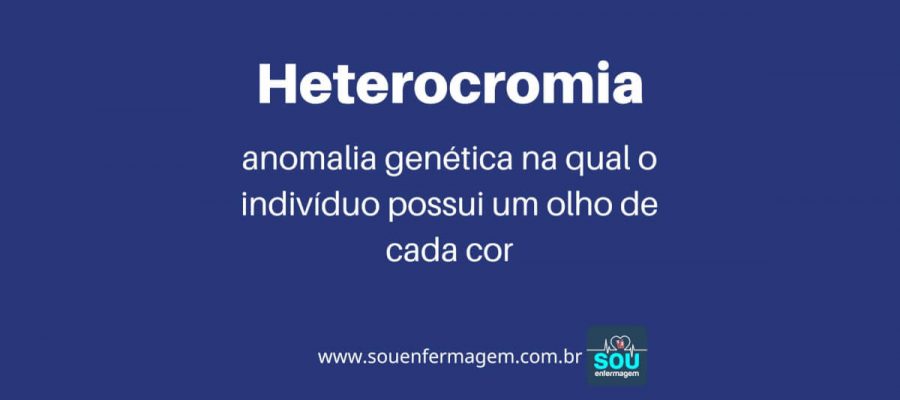 Heterocromia
anomalia genética na qual o
indivíduo possui um olho de
cada cor
www.souenfermagem.com.br
SOU
enfermagem